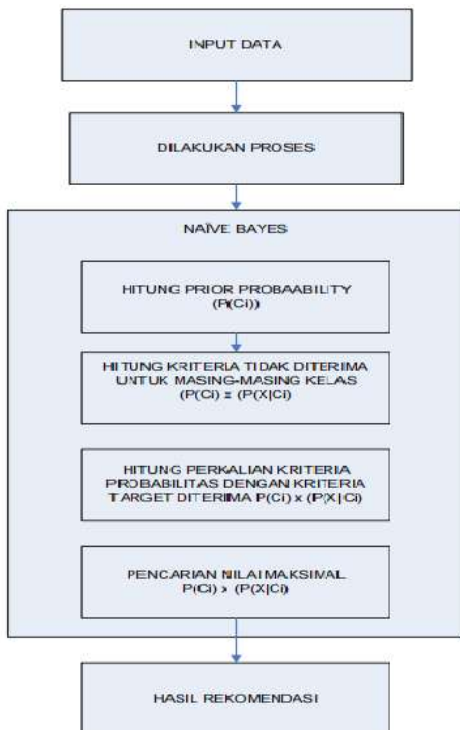 INPUT DATA
DILAKUKAN PROSES
NAÏVE BAYES
HITUNG PRIOR PROBAABILITY
(P(Ci))
HITUNG KRITERIA TIDAK DITERIMA
UNTUK MASING-MASING KELAS
(P(Ci) = (P(X|Ci)
HITUNG PERKALIAN KRITERIA
PROBABILITAS DENGAN KRITERIA
TARGET DITERIMA P(Ci) x (P(X|Ci)
PENCARIAN NILAI MAKSIMAL
P(Ci) x (P(X|Ci)
HASIL REKOMENDASI